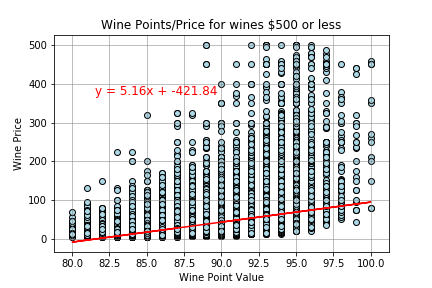 Wine Points/Price for wines $500 or less
500
400
300
200
100
0
Wine Price
y = 5.16x + -421.84
80.0 82.5 85.0 87.5 90.0 92.5 95.0 97.5 100.0
Wine Point Value